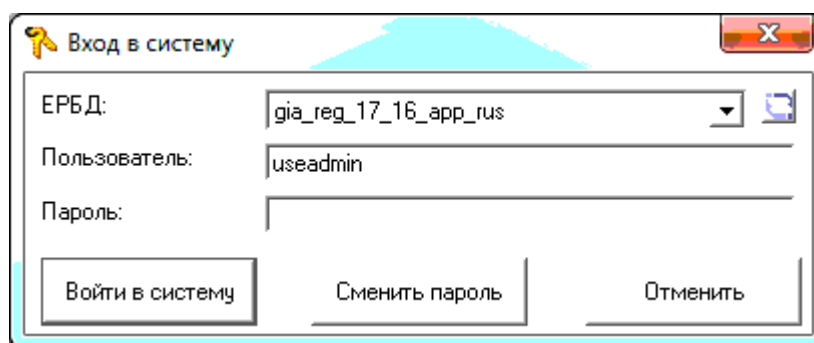 Вход в систему
ЕРБД: gia_reg_17_16_app_rus
Пользователь: useadmin
Пароль:
Войти в систему Сменить пароль Отменить